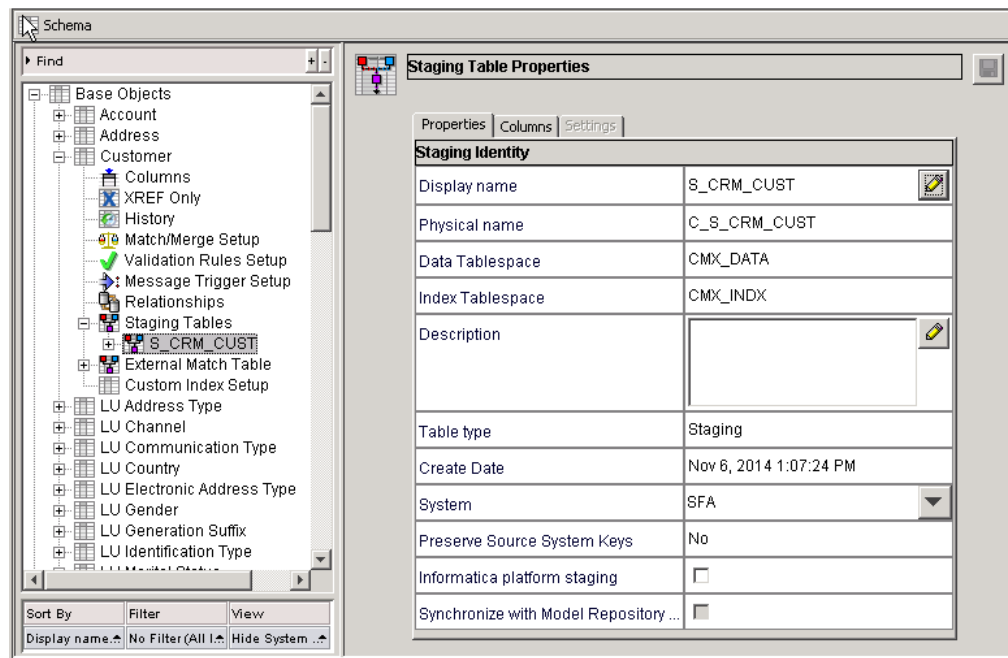 Schema
Find
+ -
Base Objects
Account
Address
Customer
Columns
XREF Only
History
Match/Merge Setup
Validation Rules Setup
Message Trigger Setup
Relationships
Staging Tables
S_CRM_CUST
External Match Table
Custom Index Setup
LU Address Type
LU Channel
LU Communication Type
LU Country
LU Electronic Address Type
LU Gender
LU Generation Suffix
LU Identification Type
LU Marital Status
Sort By Filter View
Display name... No Filter (All I... Hide System ...
Staging Table Properties
Properties Columns Settings
Staging Identity
Display name S_CRM_CUST
Physical name C_S_CRM_CUST
Data Tablespace CMX_DATA
Index Tablespace CMX_INDX
Description
Table type Staging
Create Date Nov 6, 2014 1:07:24 PM
System SFA
Preserve Source System Keys No
Informatica platform staging
Synchronize with Model Repository ...